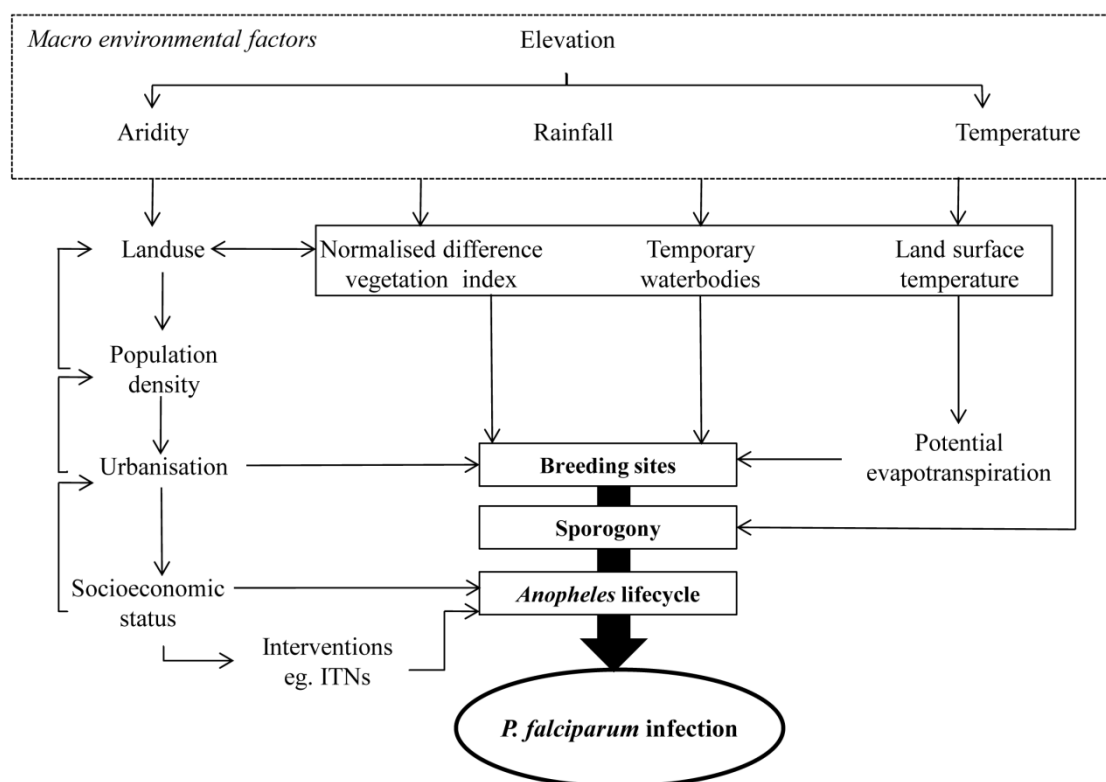 Macro environmental factors
Elevation
Aridity
Rainfall
Temperature
Landuse
Normalised difference
vegetation index
Temporary
waterbodies
Land surface
temperature
Population
density
Urbanisation
Breeding sites
Potential
evapotranspiration
Sporogony
Socioeconomic
status
Anopheles lifecycle
Interventions
eg. ITNs
P. falciparum infection